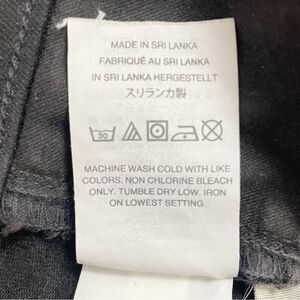 MADE IN SRI LANKA
FABRIQUÉ AU SRI LANKA
IN SRI LANKA HERGESTELLT
スリランカ製
30
MACHINE WASH COLD WITH LIKE
COLORS. NON CHLORINE BLEACH
ONLY. TUMBLE DRY LOW. IRON
ON LOWEST SETTING.